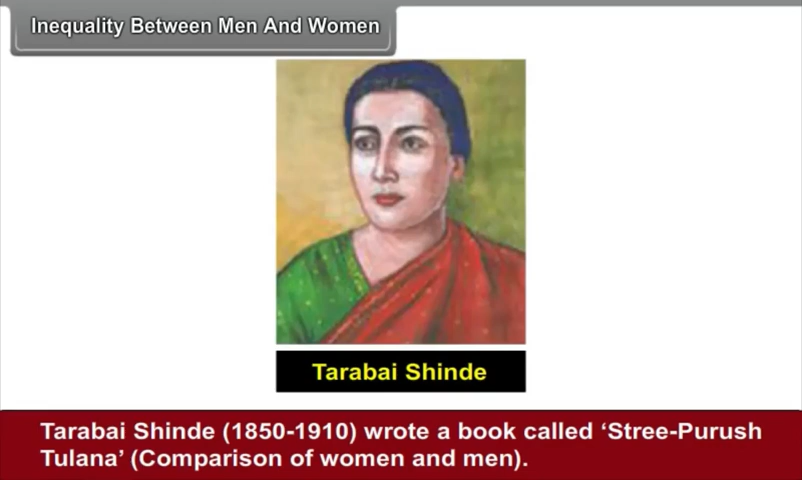 Inequality Between Men And Women
Tarabai Shinde
Tarabai Shinde (1850-1910) wrote a book called ‘Stree-Purush
Tulana’ (Comparison of women and men).